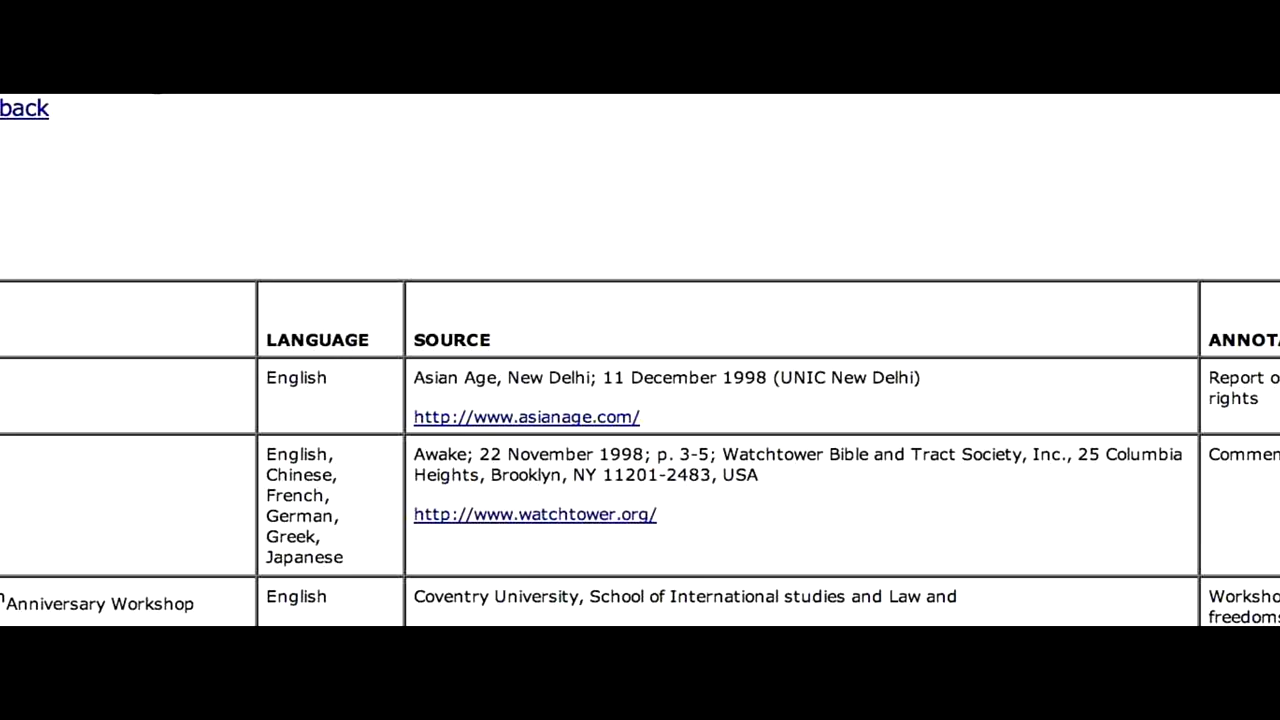 back
LANGUAGE
SOURCE
English
Asian Age, New Delhi; 11 December 1998 (UNIC New Delhi)
http://www.asianage.com/
Report
rights
English,
Chinese,
French,
German,
Greek,
Japanese
Awake; 22 November 1998; p. 3-5; Watchtower Bible and Tract Society, Inc., 25 Columbia
Heights, Brooklyn, NY 11201-2483, USA
http://www.watchtower.org/
Anniversary Workshop
English
Coventry University, School of International studies and Law and